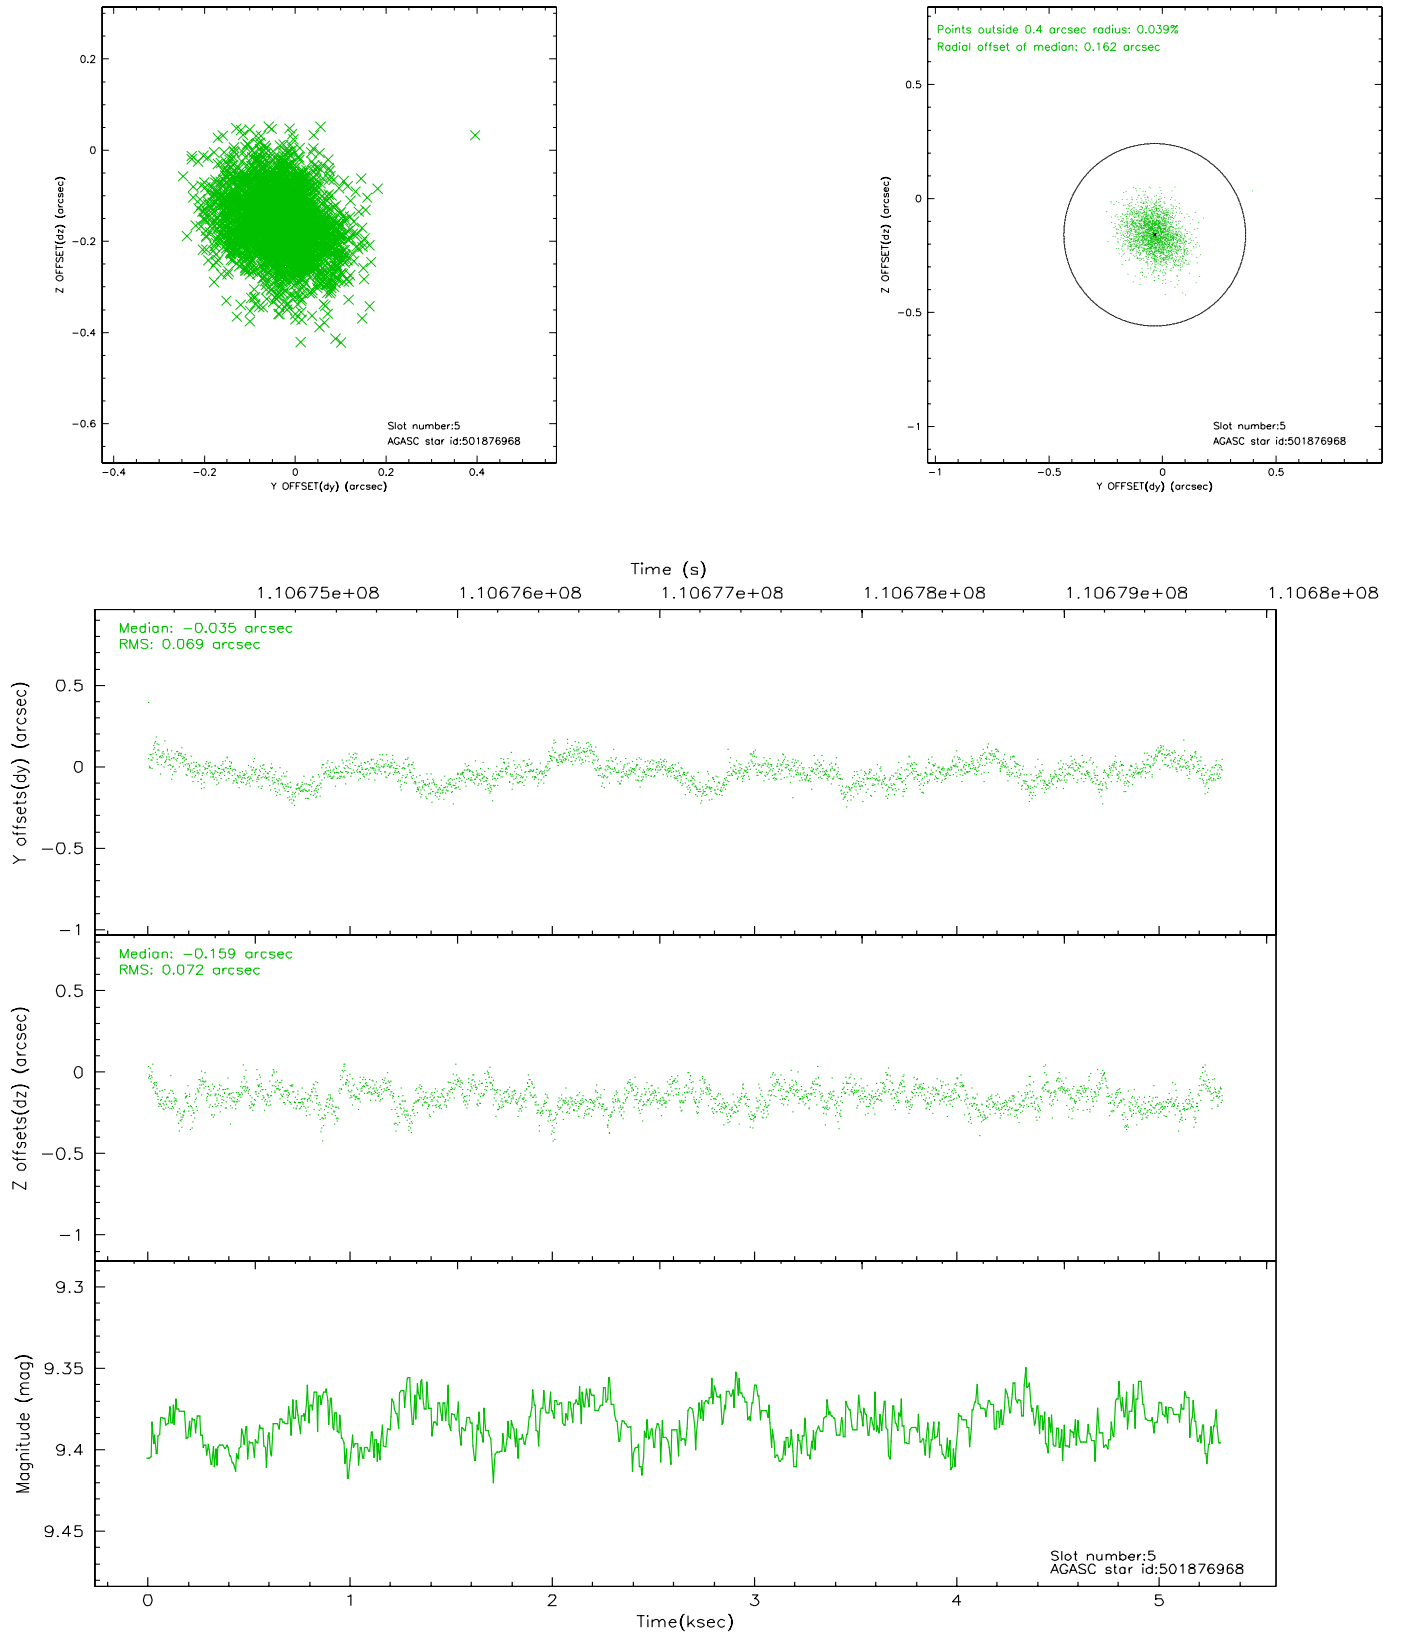 0.2
0
−0.2
−0.4
−0.6
Z OFFSET(dz) (arcsec)
Slot number:5
AGASC star id:501876968
−0.4 −0.2 0 0.2 0.4
Y OFFSET(dy) (arcsec)
Points outside 0.4 arcsec radius: 0.039%
Radial offset of median: 0.162 arcsec
0.5
0
−0.5
−1
Z OFFSET(dz) (arcsec)
Slot number:5
AGASC star id:501876968
−1 −0.5 0 0.5
Y OFFSET(dy) (arcsec)
Time (s)
1.10675e+08 1.10676e+08 1.10677e+08 1.10678e+08 1.10679e+08 1.1068e+08
Median: −0.035 arcsec
RMS: 0.069 arcsec
0.5
0
−0.5
−1
Y offsets(dy) (arcsec)
Median: −0.159 arcsec
RMS: 0.072 arcsec
0.5
0
−0.5
−1
Z offsets(dz) (arcsec)
9.3
9.35
9.4
9.45
Magnitude (mag)
Slot number:5
AGASC star id:501876968
0 1 2 3 4 5
Time(ksec)